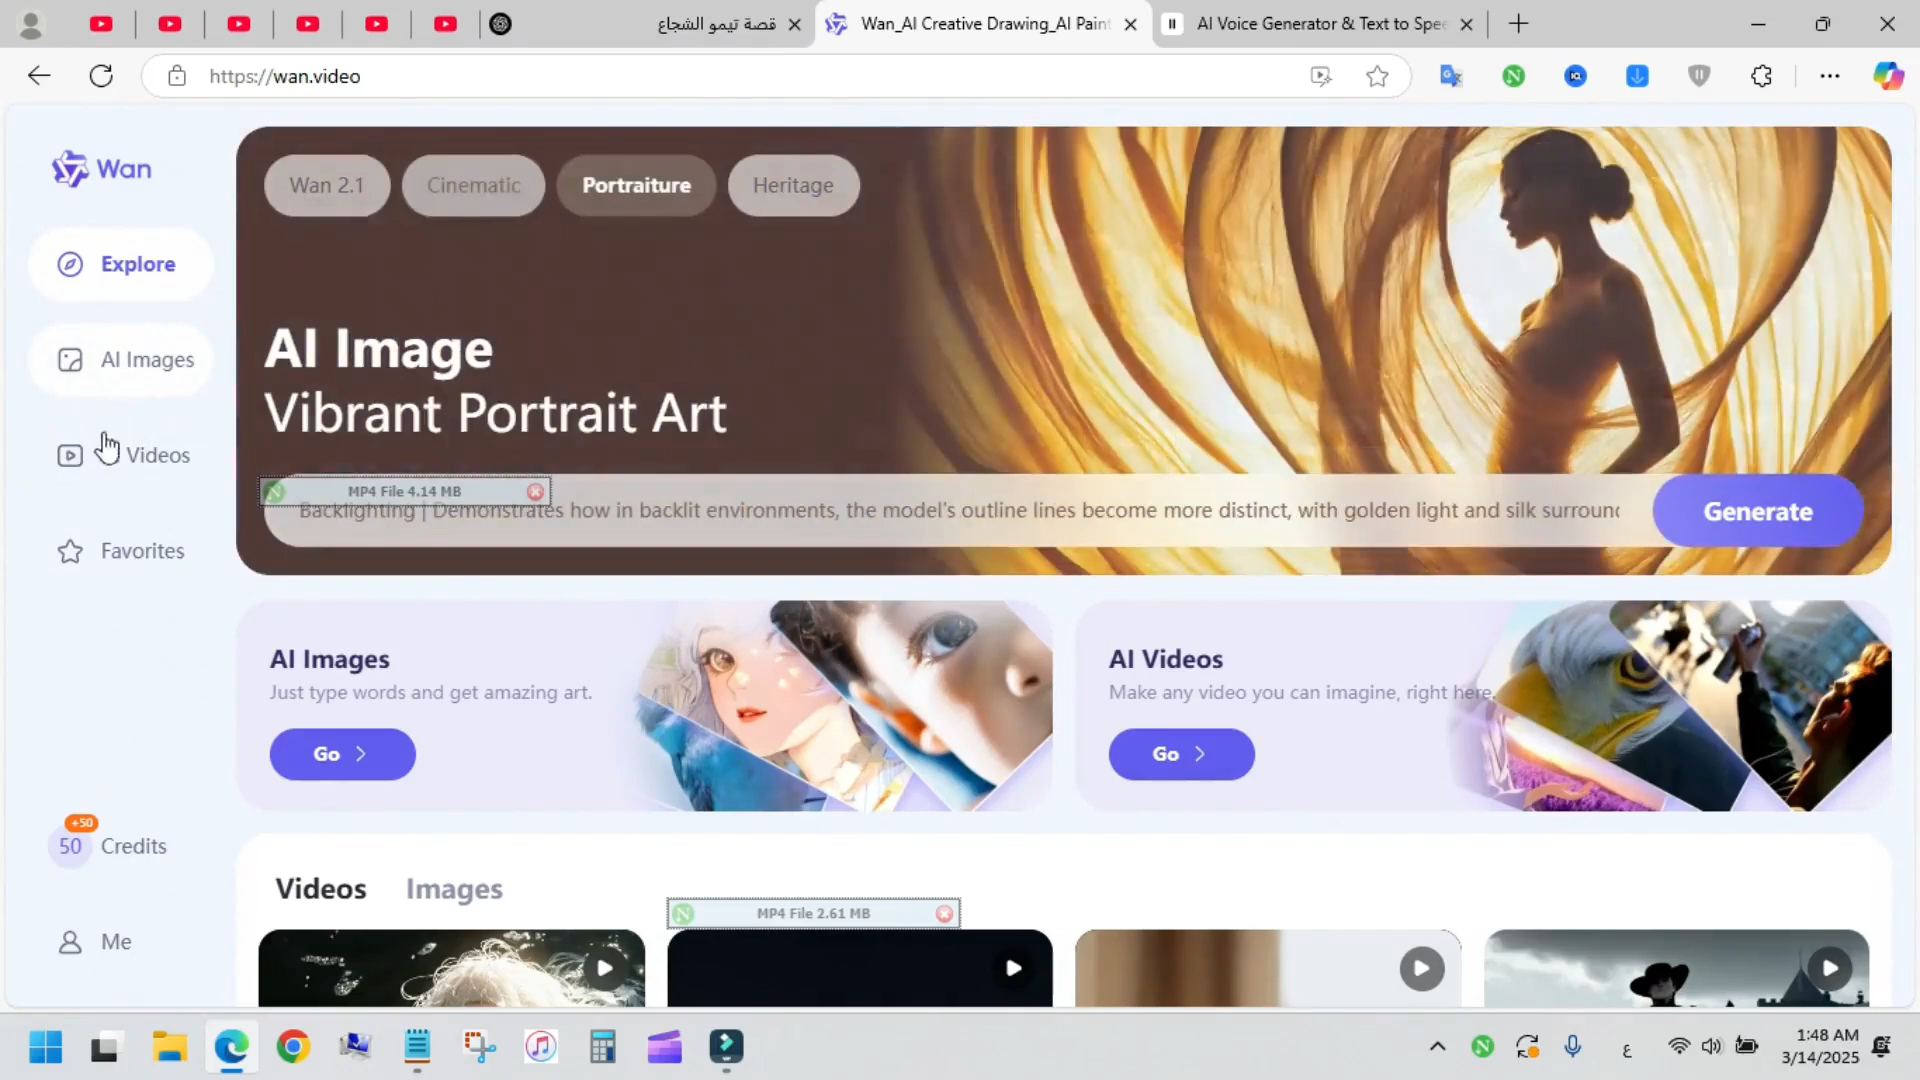 قصة تيمو الشجاع
Wan_AI Creative Drawing_AI Paint
AI Voice Generator & Text to Spee
https://wan.video
Wan
Wan 2.1
Cinematic
Portraiture
Heritage
Explore
AI Images
Videos
Favorites
AI Image
Vibrant Portrait Art
MP4 File 4.14 MB
Backlighting | Demonstrates how in backlit environments, the model's outline lines become more distinct, with golden light and silk surround
Generate
AI Images
Just type words and get amazing art.
Go
AI Videos
Make any video you can imagine, right here.
Go
+50
50 Credits
Me
Videos
Images
MP4 File 2.61 MB
ع
1:48 AM
3/14/2025